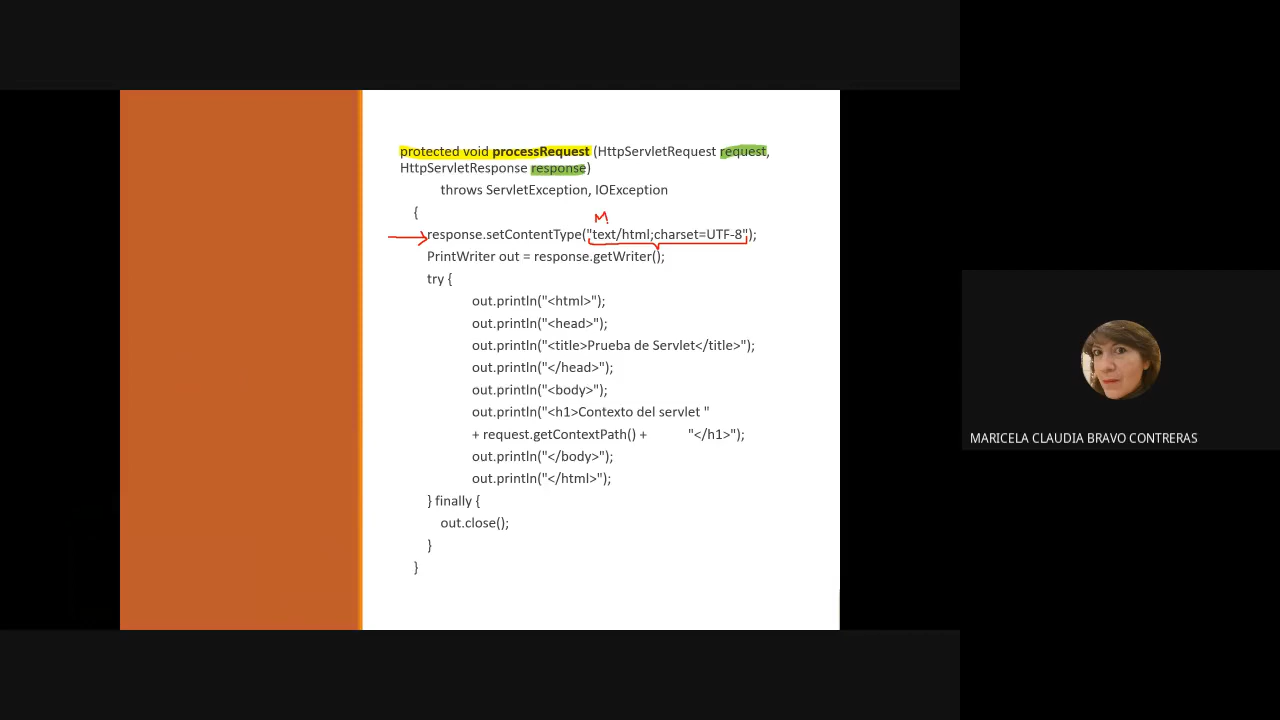 protected void processRequest (HttpServletRequest request,
HttpServletResponse response)
throws ServletException, IOException
{
M.
response.setContentType("text/html;charset=UTF-8");
PrintWriter out = response.getWriter();
try {
out.println("<html>");
out.println("<head>");
out.println("<title>Prueba de Servlet</title>");
out.println("</head>");
out.println("<body>");
out.println("<h1>Contexto del servlet "
+ request.getContextPath() + "</h1>");
out.println("</body>");
out.println("</html>");
} finally {
out.close();
}
}
MARICELA CLAUDIA BRAVO CONTRERAS